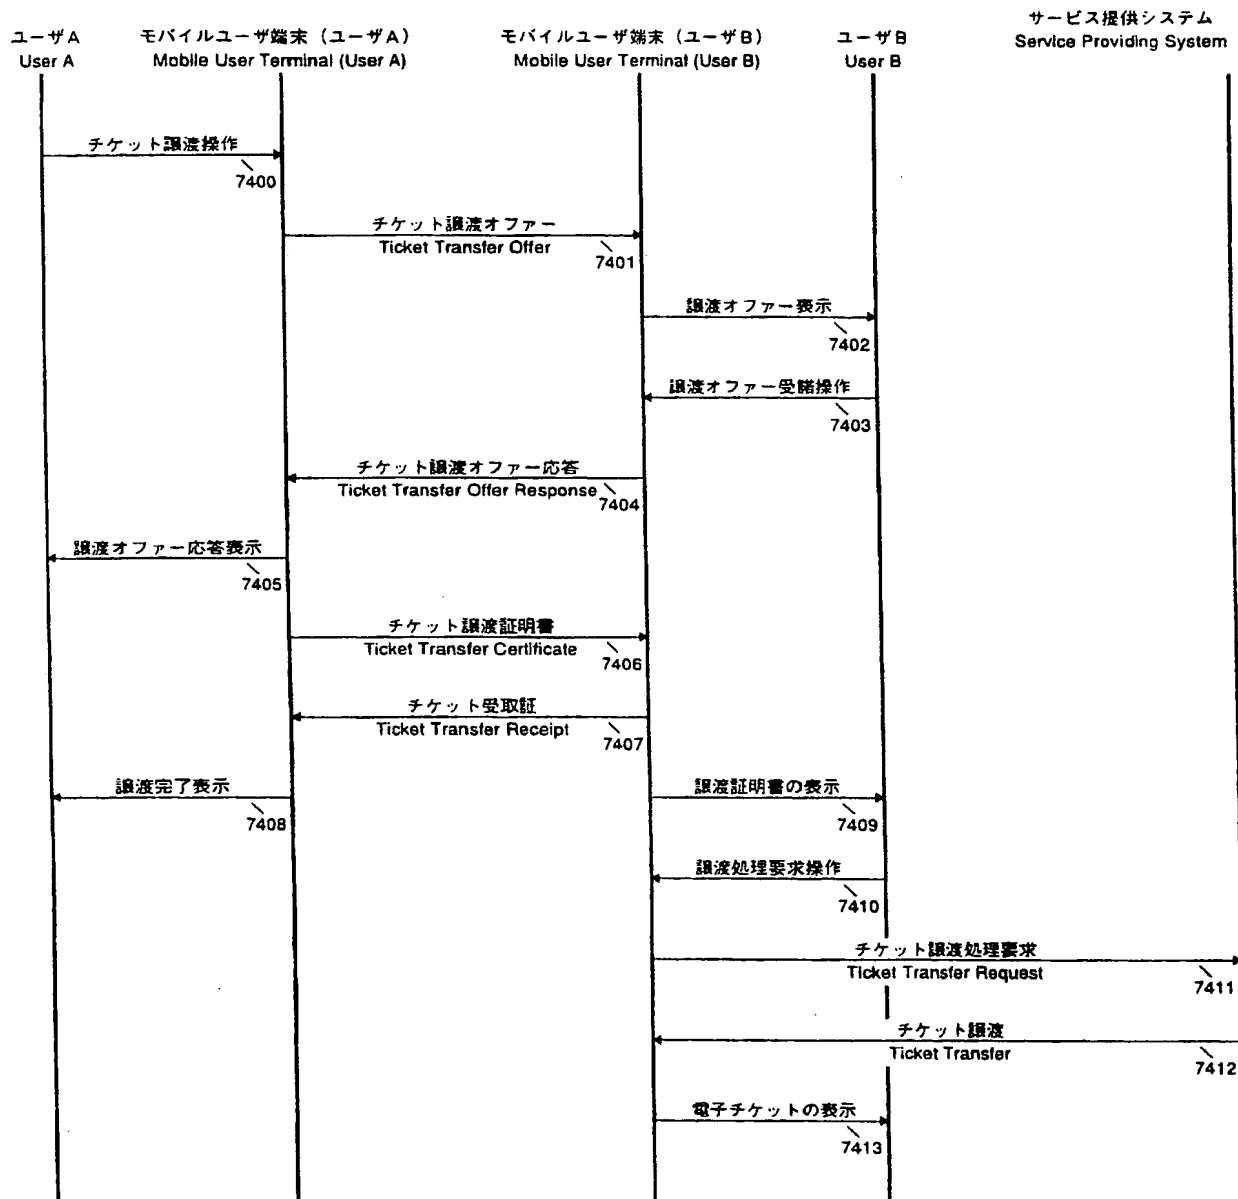 ユーザA
User A
モバイルユーザ端末（ユーザA）
Mobile User Terminal (User A)
モバイルユーザ端末（ユーザB）
Mobile User Terminal (User B)
ユーザB
User B
サービス提供システム
Service Providing System
チケット譲渡操作
7400
チケット譲渡オファー
Ticket Transfer Offer
7401
譲渡オファー表示
7402
譲渡オファー受諾操作
7403
チケット譲渡オファー応答
Ticket Transfer Offer Response
7404
譲渡オファー応答表示
7405
チケット譲渡証明書
Ticket Transfer Certificate
7406
チケット受取証
Ticket Transfer Receipt
7407
譲渡完了表示
7408
譲渡証明書の表示
7409
譲渡処理要求操作
7410
チケット譲渡処理要求
Ticket Transfer Request
7411
チケット譲渡
Ticket Transfer
7412
電子チケットの表示
7413